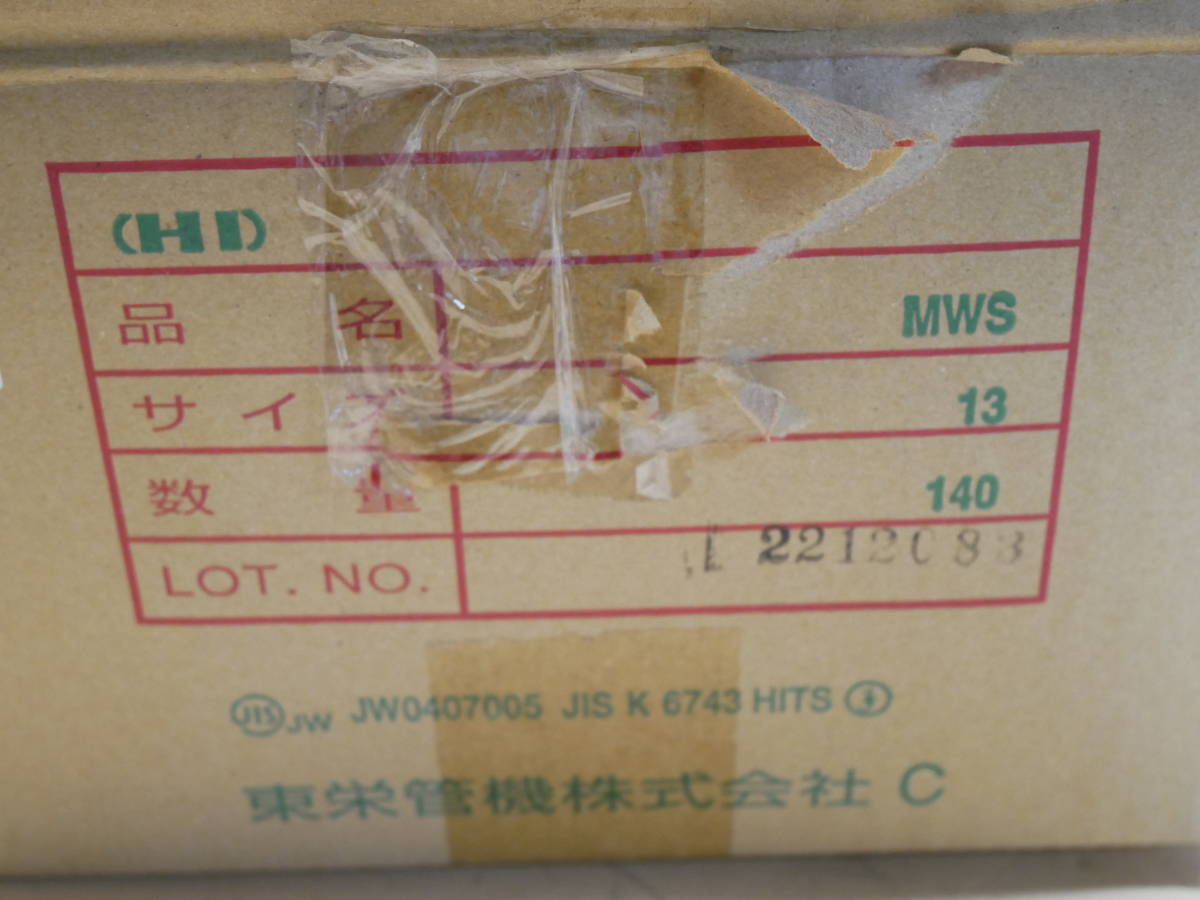 (HI)
品名 MWS
サイズ 13
数量 140
LOT. NO. 2212083
JIS JW JW0407005 JIS K 6743 HITS
東栄管機株式会社 C